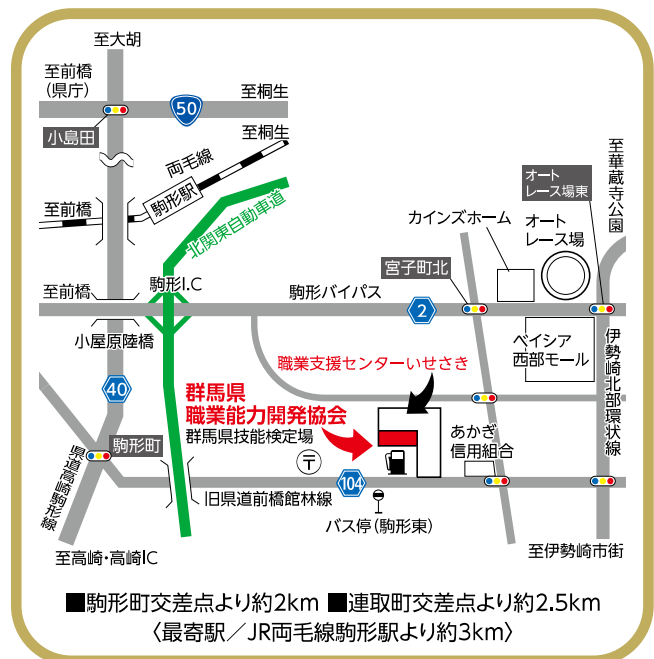 至大胡
至前橋
(県庁)
至桐生
50
小島田
至桐生
両毛線
駒形駅
至前橋
北関東自動車道
至華蔵寺公園
オート
レース場東
カインズホーム
オート
レース場
宮子町北
駒形I.C
至前橋
駒形バイパス
2
小屋原陸橋
ベイシア
西部モール
伊勢崎北部環状線
職業支援センターいせさき
40
群馬県
職業能力開発協会
群馬県技能検定場
あかぎ
信用組合
駒形町
〒
104
県道高崎駒形線
旧県道前橋館林線
バス停(駒形東)
至高崎・高崎IC
至伊勢崎市街
■駒形町交差点より約2km ■連取町交差点より約2.5km
〈最寄駅／JR両毛線駒形駅より約3km〉